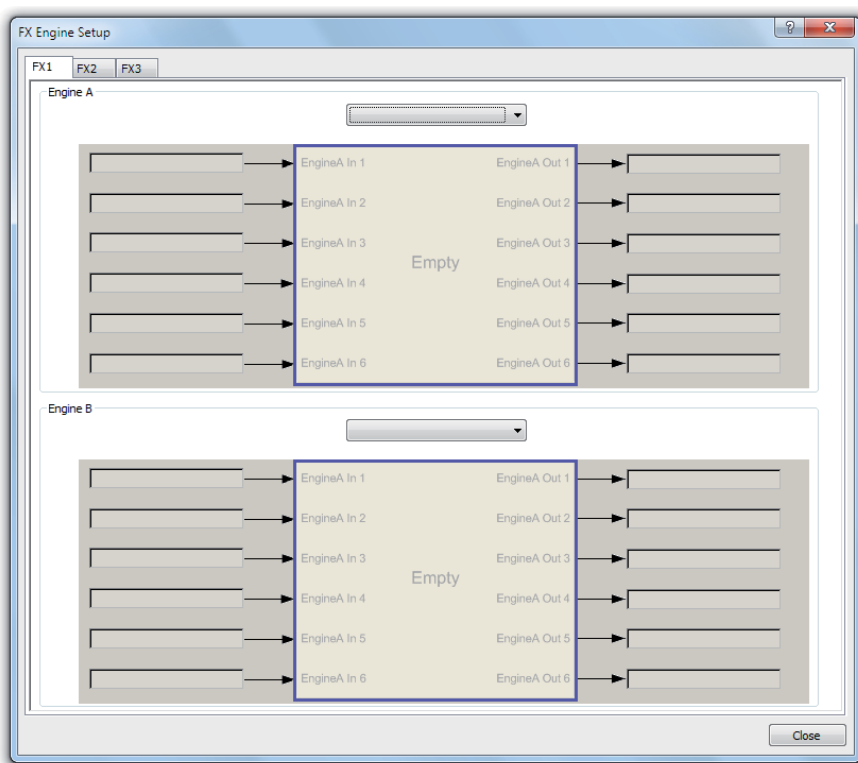 FX Engine Setup
FX1 FX2 FX3
Engine A
EngineA In 1 EngineA Out 1
EngineA In 2 EngineA Out 2
EngineA In 3 EngineA Out 3
Empty
EngineA In 4 EngineA Out 4
EngineA In 5 EngineA Out 5
EngineA In 6 EngineA Out 6
Engine B
EngineA In 1 EngineA Out 1
EngineA In 2 EngineA Out 2
EngineA In 3 EngineA Out 3
Empty
EngineA In 4 EngineA Out 4
EngineA In 5 EngineA Out 5
EngineA In 6 EngineA Out 6
Close